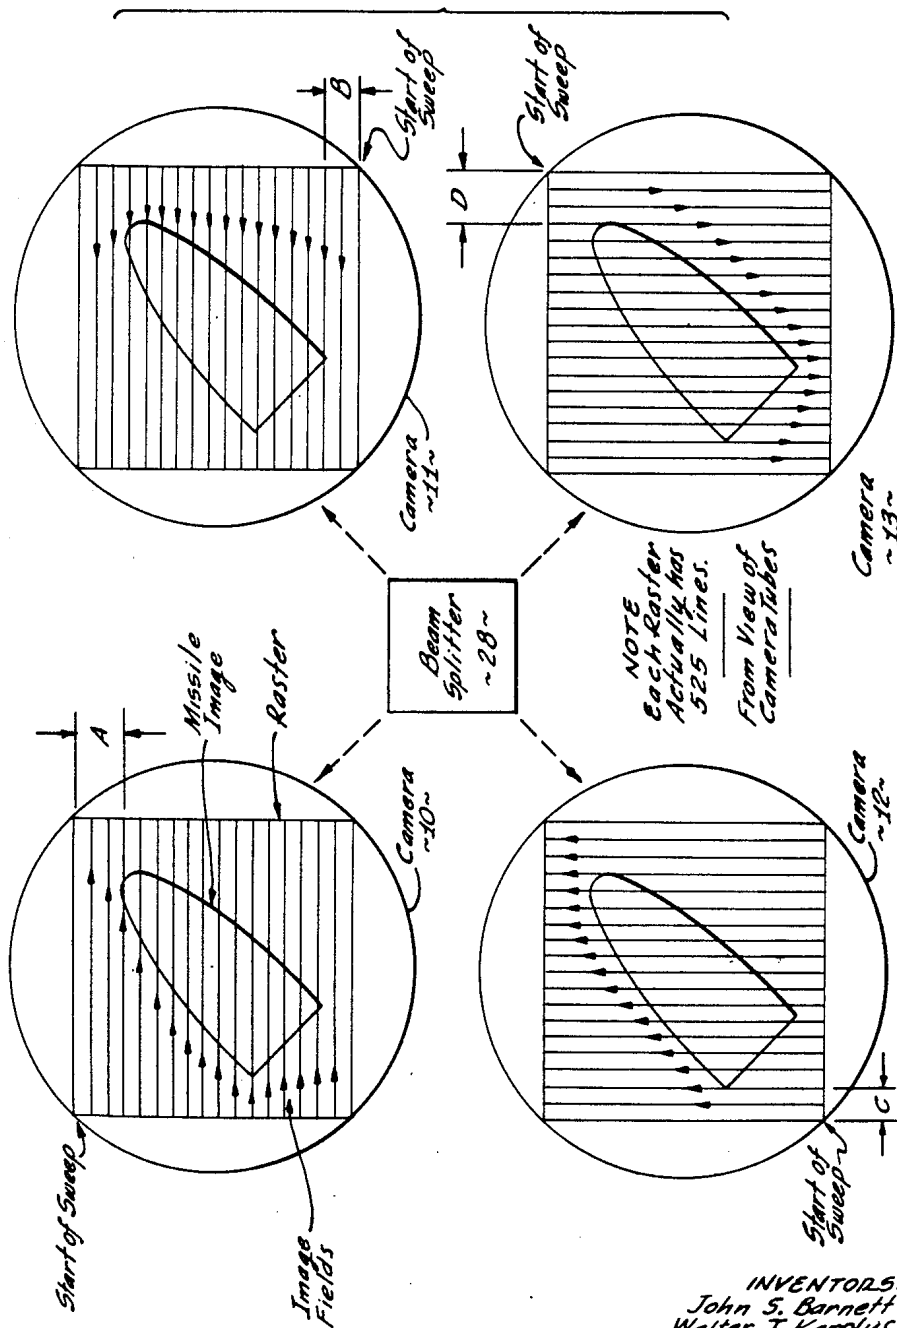 Start of Sweep
A
Missile
Image
Raster
Image
Fields
Camera
~10~
B
Start of
Sweep
Camera
~11~
Beam
Splitter
~28~
C
Start of
Sweep
Camera
~12~
NOTE
Each Raster
Actually has
525 Lines.
From View of
Camera Tubes
D
Start of
Sweep
Camera
~13~
INVENTORS.
John S. Barnett
Walter